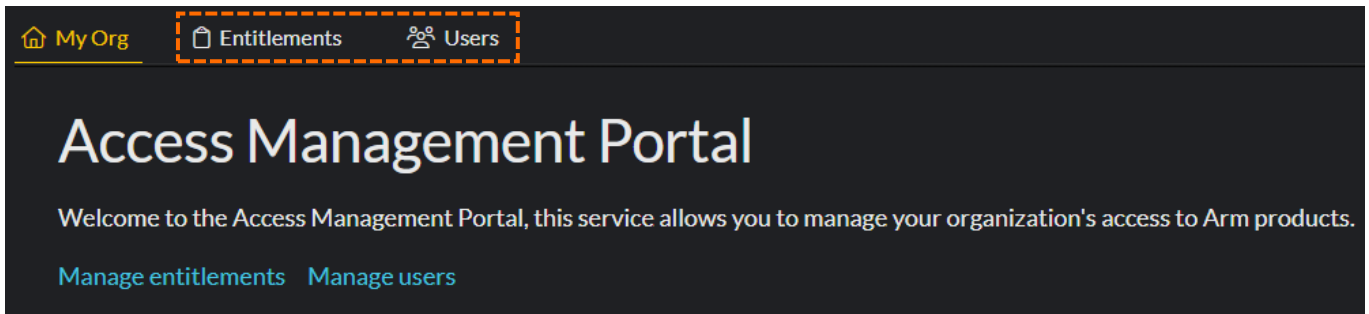 My Org Entitlements Users
Access Management Portal
Welcome to the Access Management Portal, this service allows you to manage your organization's access to Arm products.
Manage entitlements Manage users